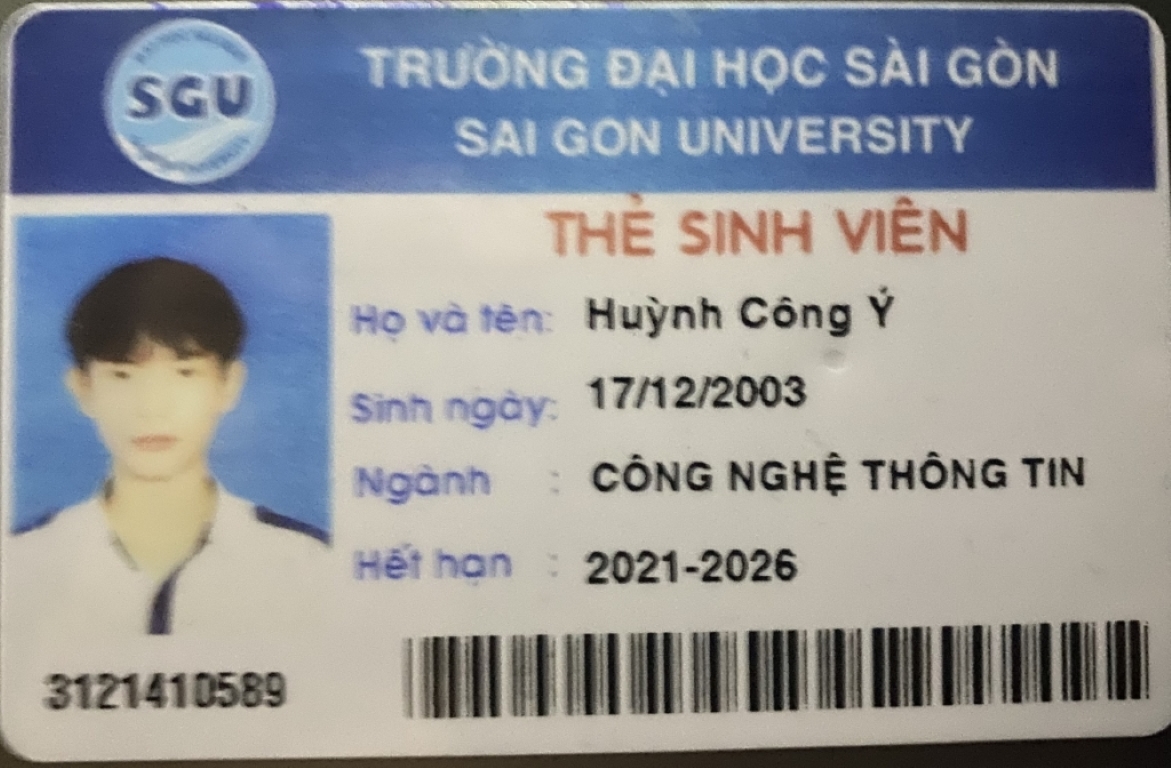 SGU
TRƯỜNG ĐẠI HỌC SÀI GÒN
SAI GON UNIVERSITY
THẺ SINH VIÊN
Họ và tên: Huỳnh Công Ý
Sinh ngày: 17/12/2003
Ngành : CÔNG NGHỆ THÔNG TIN
Hết hạn : 2021-2026
3121410589